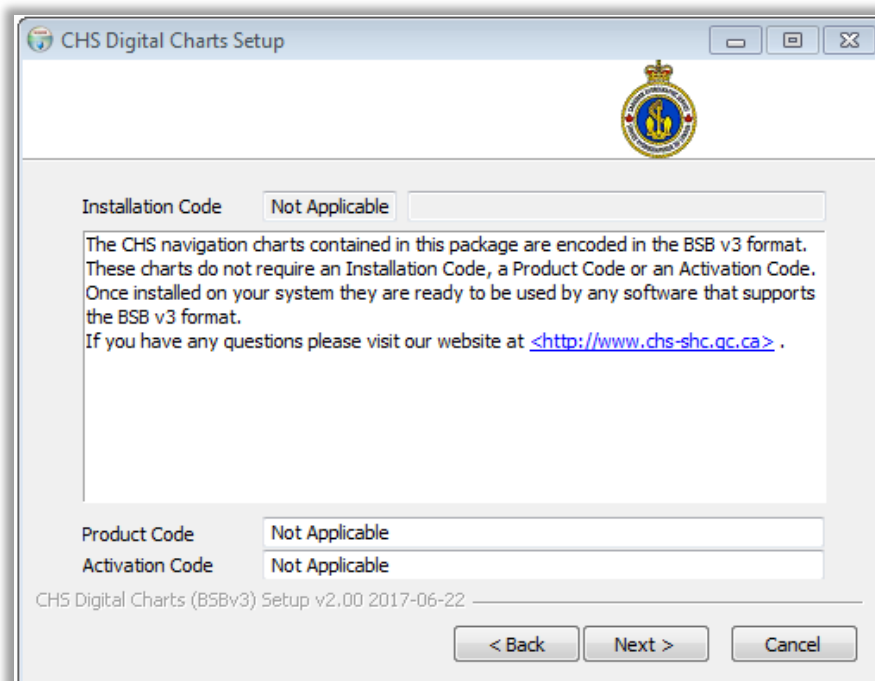 CHS Digital Charts Setup
Installation Code Not Applicable
The CHS navigation charts contained in this package are encoded in the BSB v3 format.
These charts do not require an Installation Code, a Product Code or an Activation Code.
Once installed on your system they are ready to be used by any software that supports
the BSB v3 format.
If you have any questions please visit our website at <http://www.chs-shc.gc.ca> .
Product Code Not Applicable
Activation Code Not Applicable
CHS Digital Charts (BSBv3) Setup v2.00 2017-06-22
< Back Next > Cancel